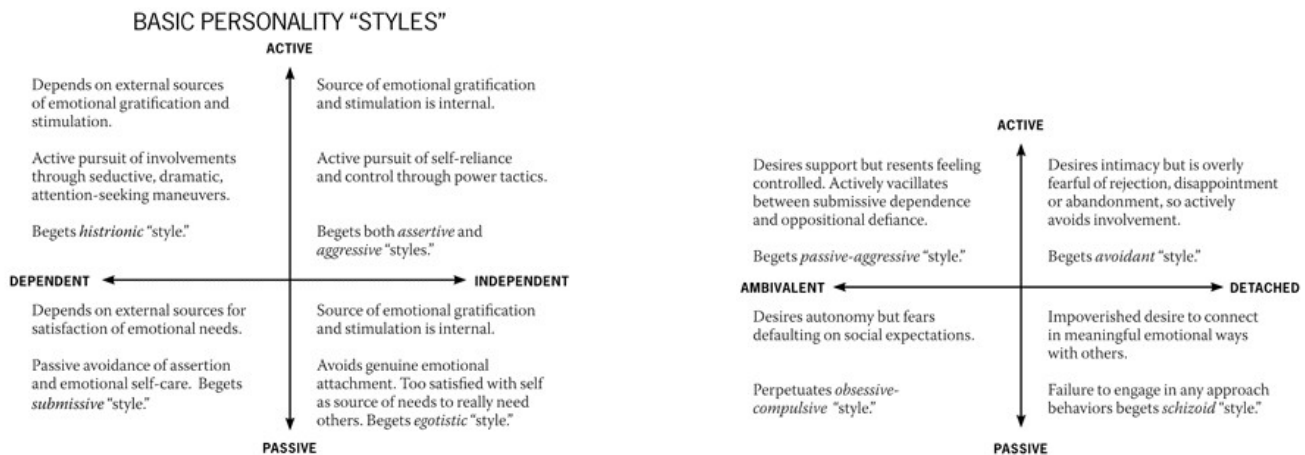 BASIC PERSONALITY “STYLES”
ACTIVE
Depends on external sources
of emotional gratification and
stimulation.
Active pursuit of involvements
through seductive, dramatic,
attention-seeking maneuvers.
Begets histrionic “style.”
Source of emotional gratification
and stimulation is internal.
Active pursuit of self-reliance
and control through power tactics.
Begets both assertive and
aggressive “styles.”
DEPENDENT
INDEPENDENT
Depends on external sources for
satisfaction of emotional needs.
Passive avoidance of assertion
and emotional self-care. Begets
submissive “style.”
Source of emotional gratification
and stimulation is internal.
Avoids genuine emotional
attachment. Too satisfied with self
as source of needs to really need
others. Begets egotistic “style.”
PASSIVE
ACTIVE
Desires support but resents feeling
controlled. Actively vacillates
between submissive dependence
and oppositional defiance.
Begets passive-aggressive “style.”
Desires intimacy but is overly
fearful of rejection, disappointment
or abandonment, so actively
avoids involvement.
Begets avoidant “style.”
AMBIVALENT
DETACHED
Desires autonomy but fears
defaulting on social expectations.
Perpetuates obsessive-
compulsive “style.”
Impoverished desire to connect
in meaningful emotional ways
with others.
Failure to engage in any approach
behaviors begets schizoid “style.”
PASSIVE